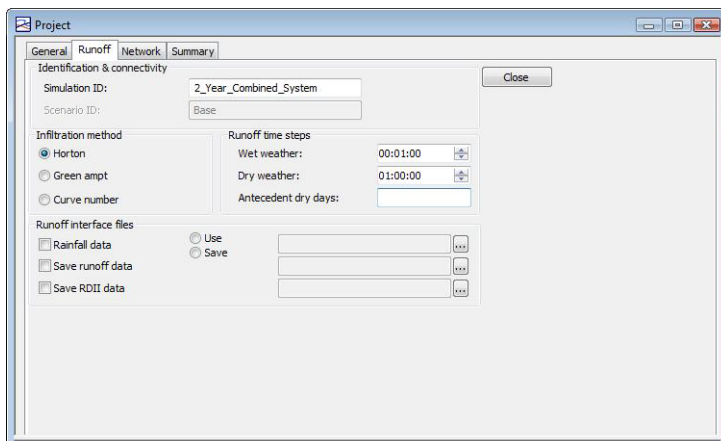 Project
General Runoff Network Summary
Identification & connectivity
Simulation ID: 2_Year_Combined_System
Close
Scenario ID: Base
Infiltration method
Horton
Green ampt
Curve number
Runoff time steps
Wet weather: 00:01:00
Dry weather: 01:00:00
Antecedent dry days:
Runoff interface files
Rainfall data Use
Save
...
Save runoff data ...
Save RDII data ...